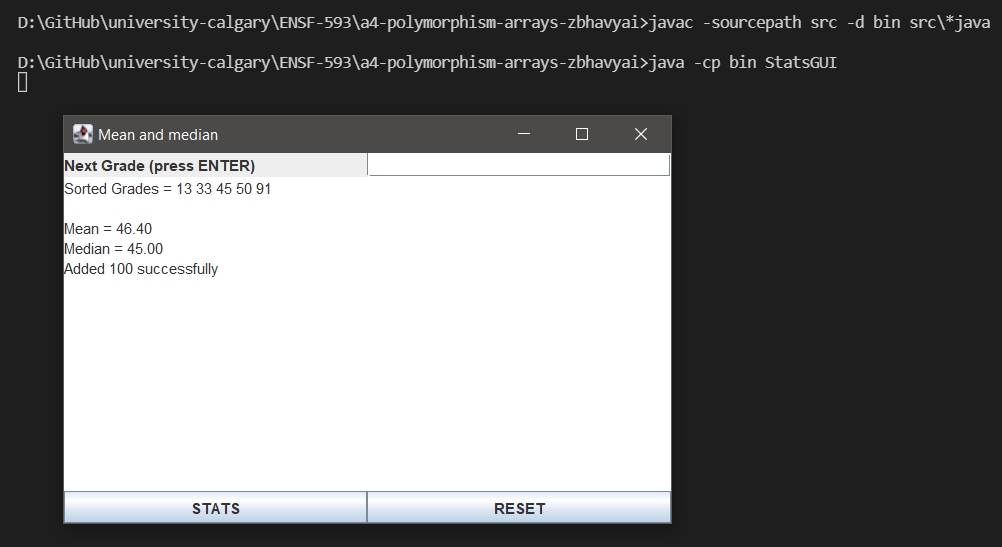 D:\GitHub\university-calgary\ENSF-593\a4-polymorphism-arrays-zbhavyai>javac -sourcepath src -d bin src\*java
D:\GitHub\university-calgary\ENSF-593\a4-polymorphism-arrays-zbhavyai>java -cp bin StatsGUI
Mean and median
Next Grade (press ENTER)
Sorted Grades = 13 33 45 50 91
Mean = 46.40
Median = 45.00
Added 100 successfully
STATS RESET